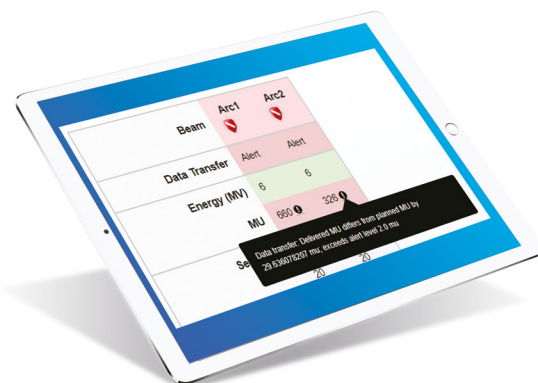 Beam Arc1 Arc2
Data Transfer Alert Alert
Energy (MV) 6 6
MU 660 326
Data transfer: Delivered MU differs from planned MU by
29.636078207 mu; exceeds alert level 2.0 mu
20 20